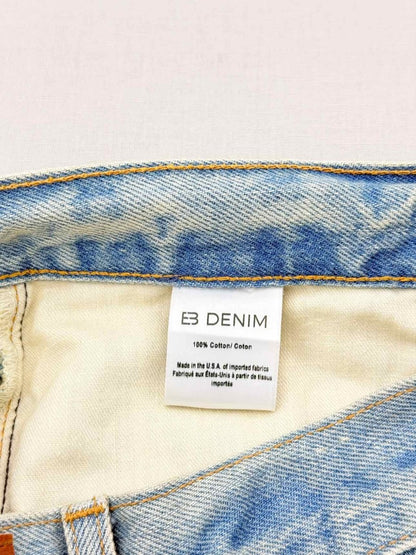 EB DENIM
100% Cotton/ Coton
Made in the U.S.A. of imported fabrics
Fabriqué aux États-Unis à partir de tissus
importés